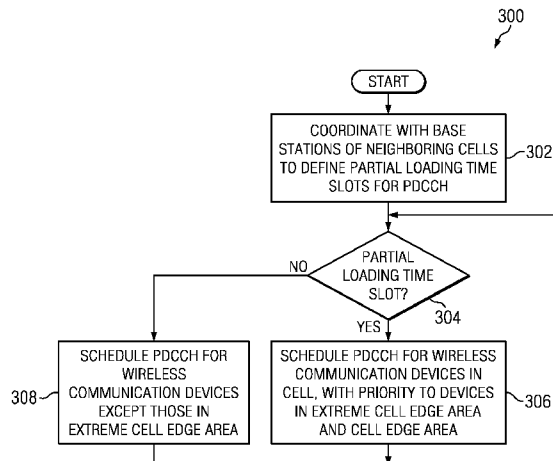 300
START
COORDINATE WITH BASE
STATIONS OF NEIGHBORING CELLS
TO DEFINE PARTIAL LOADING TIME
SLOTS FOR PDCCH
302
PARTIAL
LOADING TIME
SLOT?
304
NO
YES
SCHEDULE PDCCH FOR
WIRELESS
COMMUNICATION DEVICES
EXCEPT THOSE IN
EXTREME CELL EDGE AREA
308
SCHEDULE PDCCH FOR WIRELESS
COMMUNICATION DEVICES IN
CELL, WITH PRIORITY TO DEVICES
IN EXTREME CELL EDGE AREA
AND CELL EDGE AREA
306